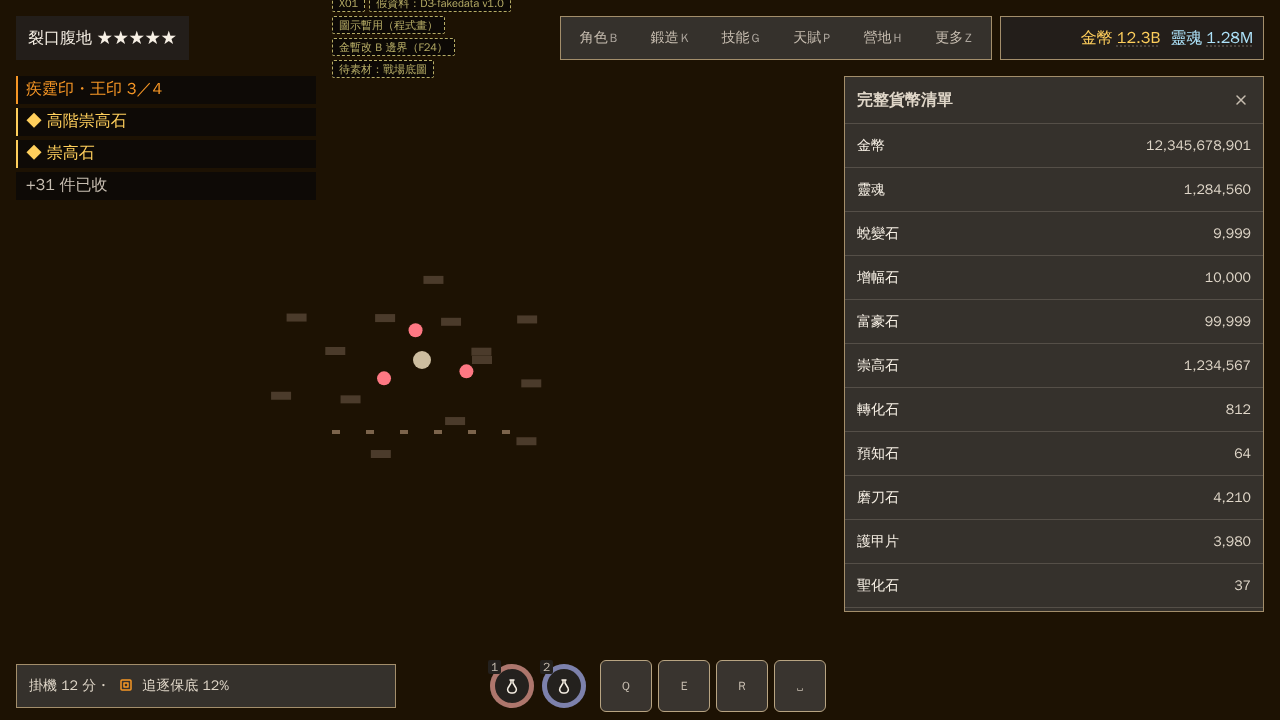 X01 假資料：D3-fakedata v1.0
圖示暫用（程式畫）
金暫改 B 邊界（F24）
待素材：戰場底圖
裂口腹地 ★★★★★
角色B 鍛造K 技能G 天賦P 營地H 更多Z
金幣 12.3B 靈魂 1.28M
疾霆印・王印 3／4
◆ 高階崇高石
◆ 崇高石
+31 件已收
完整貨幣清單 ×
金幣 12,345,678,901
靈魂 1,284,560
蛻變石 9,999
增幅石 10,000
富豪石 99,999
崇高石 1,234,567
轉化石 812
預知石 64
磨刀石 4,210
護甲片 3,980
聖化石 37
掛機 12 分・ 追逐保底 12%
1 2 Q E R ⎵